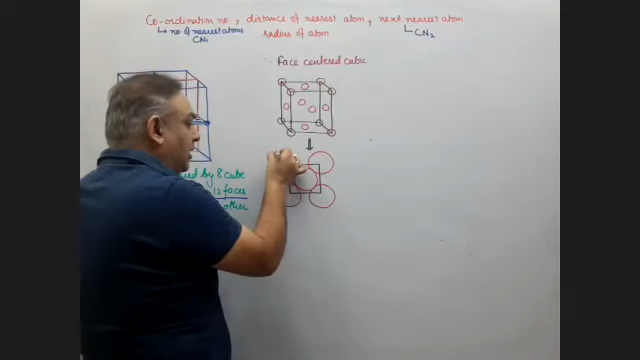 Co-ordination no, distance of nearest atom, next nearest atom
↳ no of nearest atoms
CN₁
radius of atom
CN₂
· Face centered cubic
by 8 cube
12 faces
other